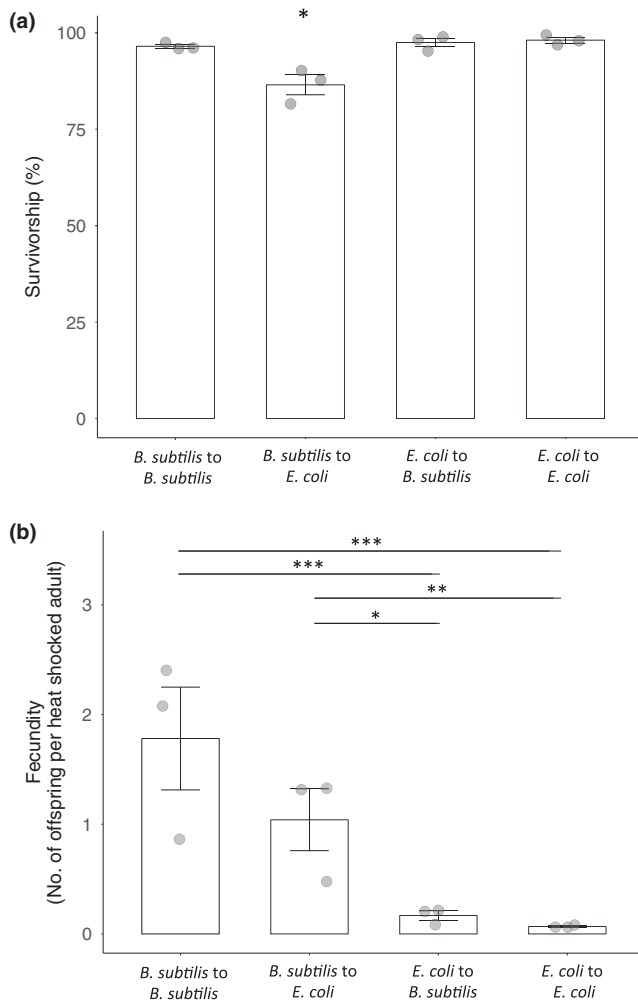 (a)
*
100
75
50
25
0
Survivorship (%)
B. subtilis to
B. subtilis
B. subtilis to
E. coli
E. coli to
B. subtilis
E. coli to
E. coli
(b)
***
***
**
*
3
2
1
0
Fecundity
(No. of offspring per heat shocked adult)
B. subtilis to
B. subtilis
B. subtilis to
E. coli
E. coli to
B. subtilis
E. coli to
E. coli